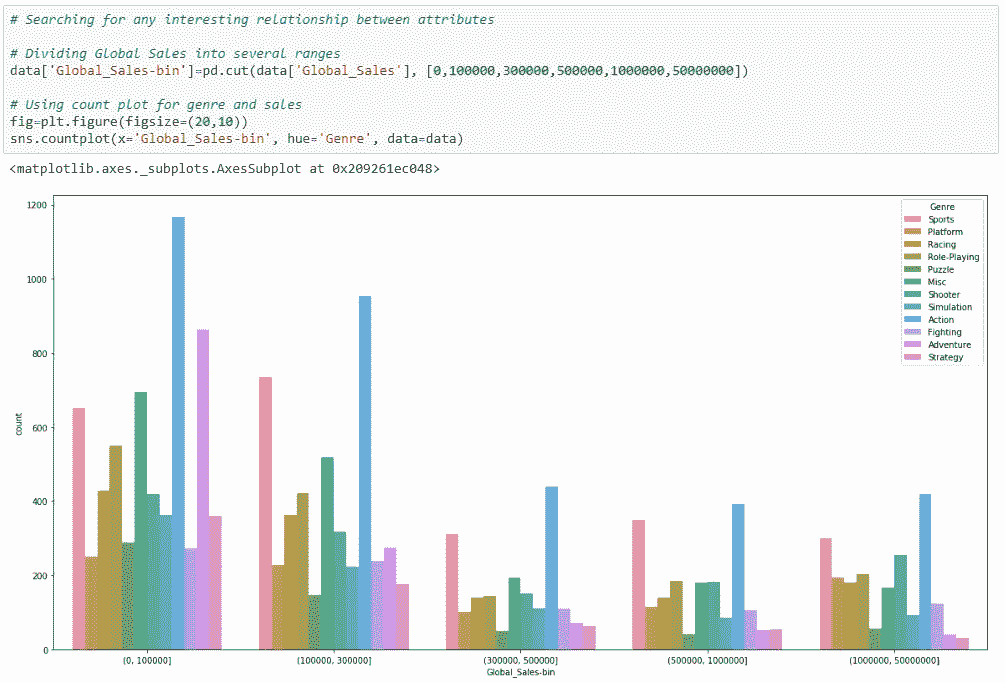 # Searching for any interesting relationship between attributes
# Dividing Global Sales into several ranges
data['Global_Sales-bin']=pd.cut(data['Global_Sales'], [0,100000,300000,500000,1000000,50000000])
# Using count plot for genre and sales
fig=plt.figure(figsize=(20,10))
sns.countplot(x='Global_Sales-bin', hue='Genre', data=data)
<matplotlib.axes._subplots.AxesSubplot at 0x209261ec048>
1200
1000
800
600
400
200
0
count
Genre
Sports
Platform
Racing
Role-Playing
Puzzle
Misc
Shooter
Simulation
Action
Fighting
Adventure
Strategy
(0, 100000]
(100000, 300000]
(300000, 500000]
(500000, 1000000]
(1000000, 50000000]
Global_Sales-bin